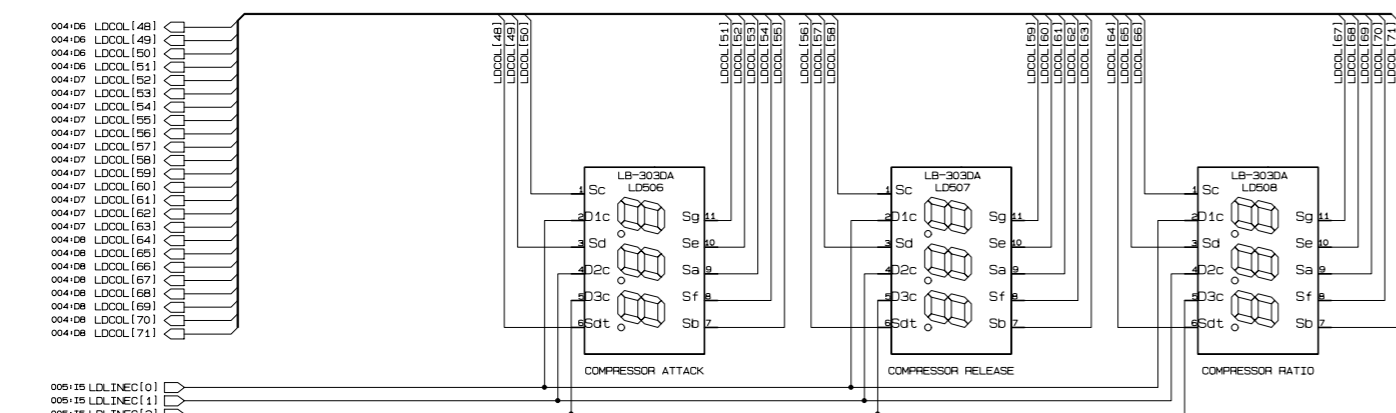 004:D6 LDCOL[48]
004:D6 LDCOL[49]
004:D6 LDCOL[50]
004:D6 LDCOL[51]
004:D7 LDCOL[52]
004:D7 LDCOL[53]
004:D7 LDCOL[54]
004:D7 LDCOL[55]
004:D7 LDCOL[56]
004:D7 LDCOL[57]
004:D7 LDCOL[58]
004:D7 LDCOL[59]
004:D7 LDCOL[60]
004:D7 LDCOL[61]
004:D7 LDCOL[62]
004:D7 LDCOL[63]
004:D8 LDCOL[64]
004:D8 LDCOL[65]
004:D8 LDCOL[66]
004:D8 LDCOL[67]
004:D8 LDCOL[68]
004:D8 LDCOL[69]
004:D8 LDCOL[70]
004:D8 LDCOL[71]
LDCOL[48]
LDCOL[49]
LDCOL[50]
LDCOL[51]
LDCOL[52]
LDCOL[53]
LDCOL[54]
LDCOL[55]
LB-303DA
LD506
1 Sc
2 D1c Sg 11
3 Sd Se 10
4 D2c Sa 9
5 D3c Sf 8
6 Sdt Sb 7
COMPRESSOR ATTACK
LDCOL[56]
LDCOL[57]
LDCOL[58]
LDCOL[59]
LDCOL[60]
LDCOL[61]
LDCOL[62]
LDCOL[63]
LB-303DA
LD507
1 Sc
2 D1c Sg 11
3 Sd Se 10
4 D2c Sa 9
5 D3c Sf 8
6 Sdt Sb 7
COMPRESSOR RELEASE
LDCOL[64]
LDCOL[65]
LDCOL[66]
LDCOL[67]
LDCOL[68]
LDCOL[69]
LDCOL[70]
LDCOL[71]
LB-303DA
LD508
1 Sc
2 D1c Sg 11
3 Sd Se 10
4 D2c Sa 9
5 D3c Sf 8
6 Sdt Sb 7
COMPRESSOR RATIO
005:I5 LDLINEC[0]
005:I5 LDLINEC[1]
005:I5 LDLINEC[2]